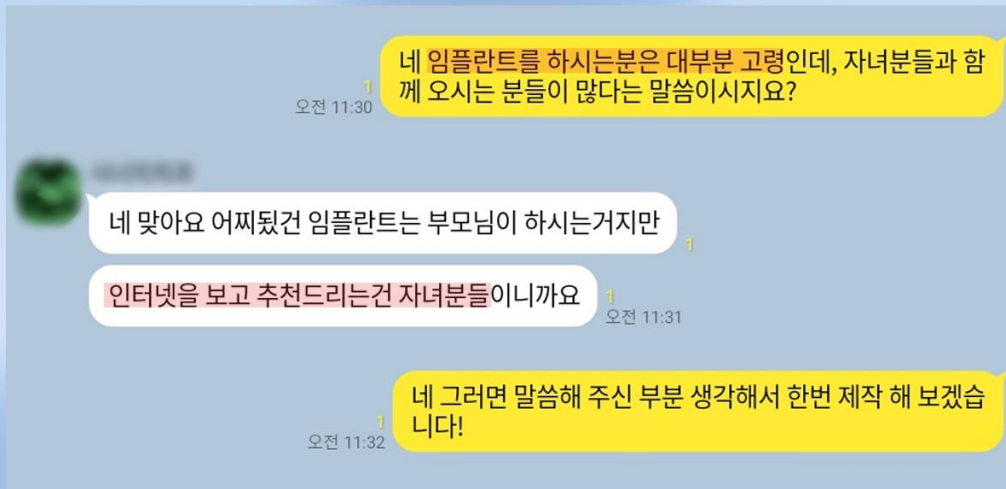 네 임플란트를 하시는분은 대부분 고령인데, 자녀분들과 함
께 오시는 분들이 많다는 말씀이시지요?
1
오전 11:30
네 맞아요 어찌됐건 임플란트는 부모님이 하시는거지만
1
인터넷을 보고 추천드리는건 자녀분들이니까요
1
오전 11:31
네 그러면 말씀해 주신 부분 생각해서 한번 제작 해 보겠습
니다!
1
오전 11:32